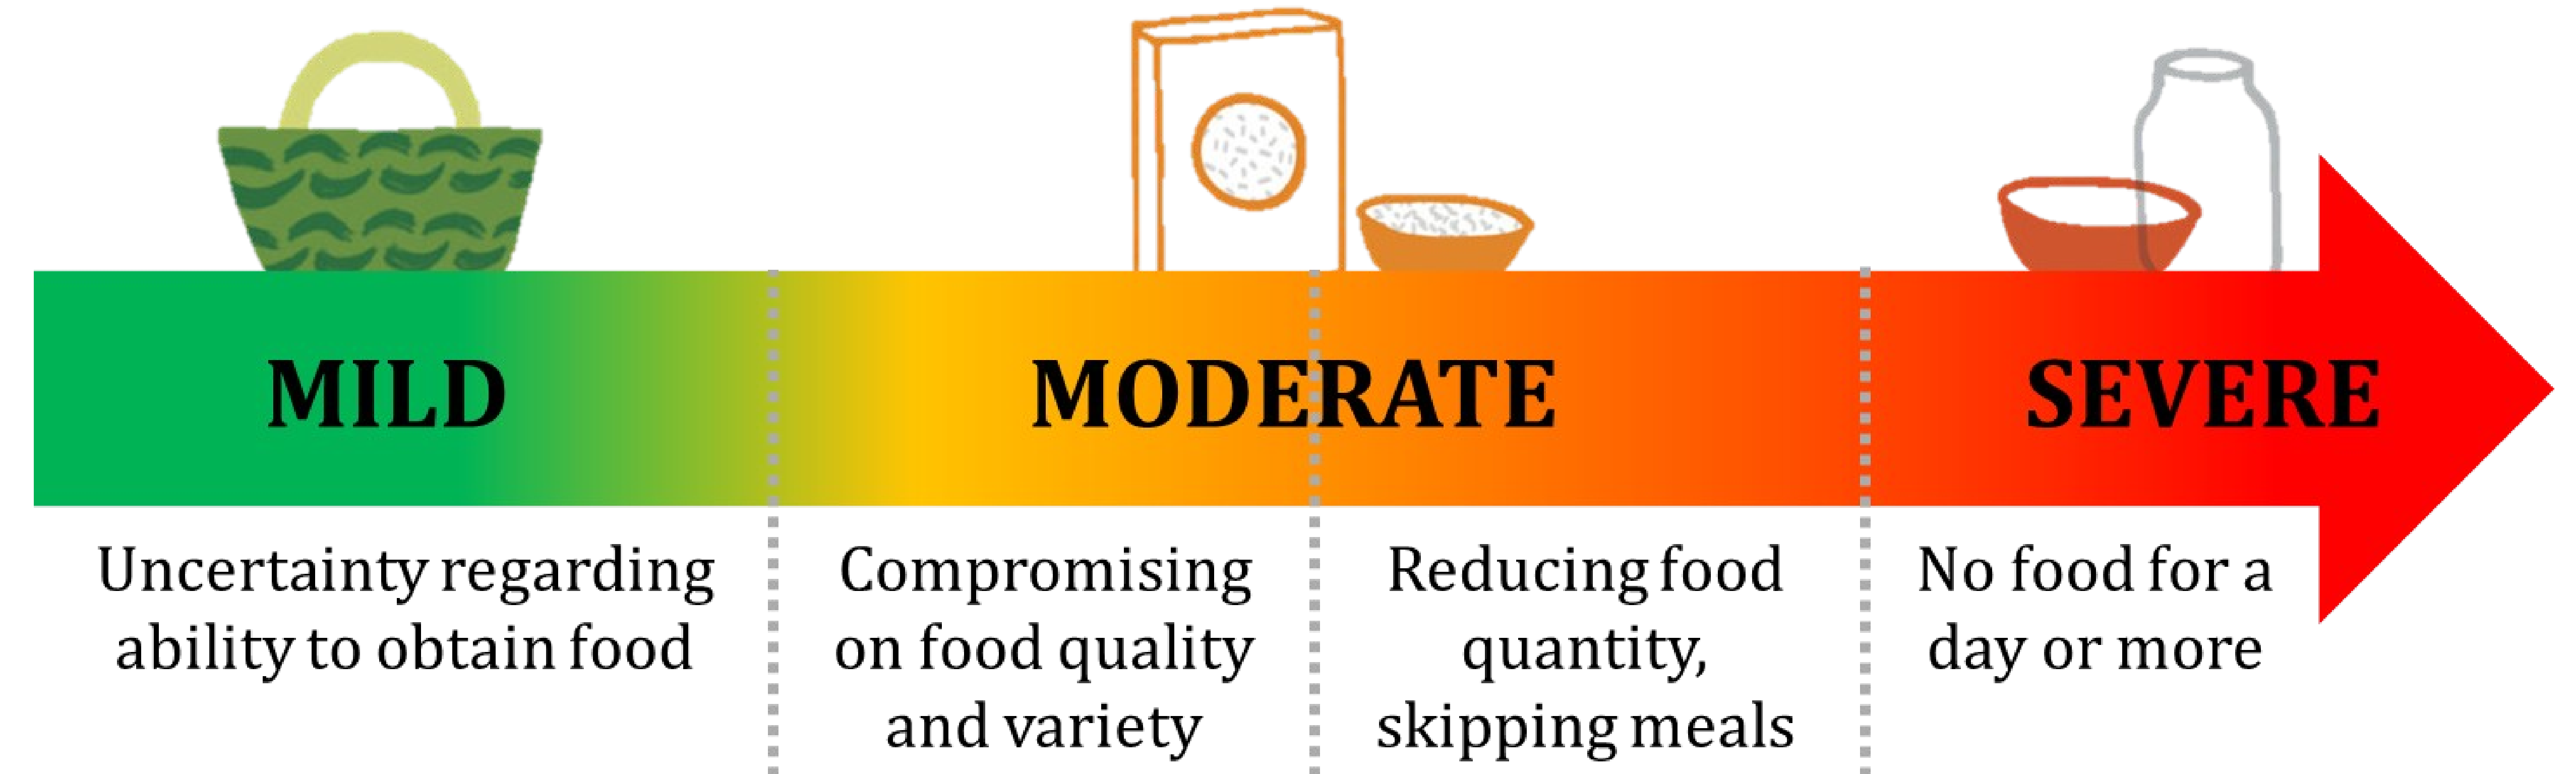 MILD
MODERATE
SEVERE
Uncertainty regarding
ability to obtain food
Compromising
on food quality
and variety
Reducing food
quantity,
skipping meals
No food for a
day or more